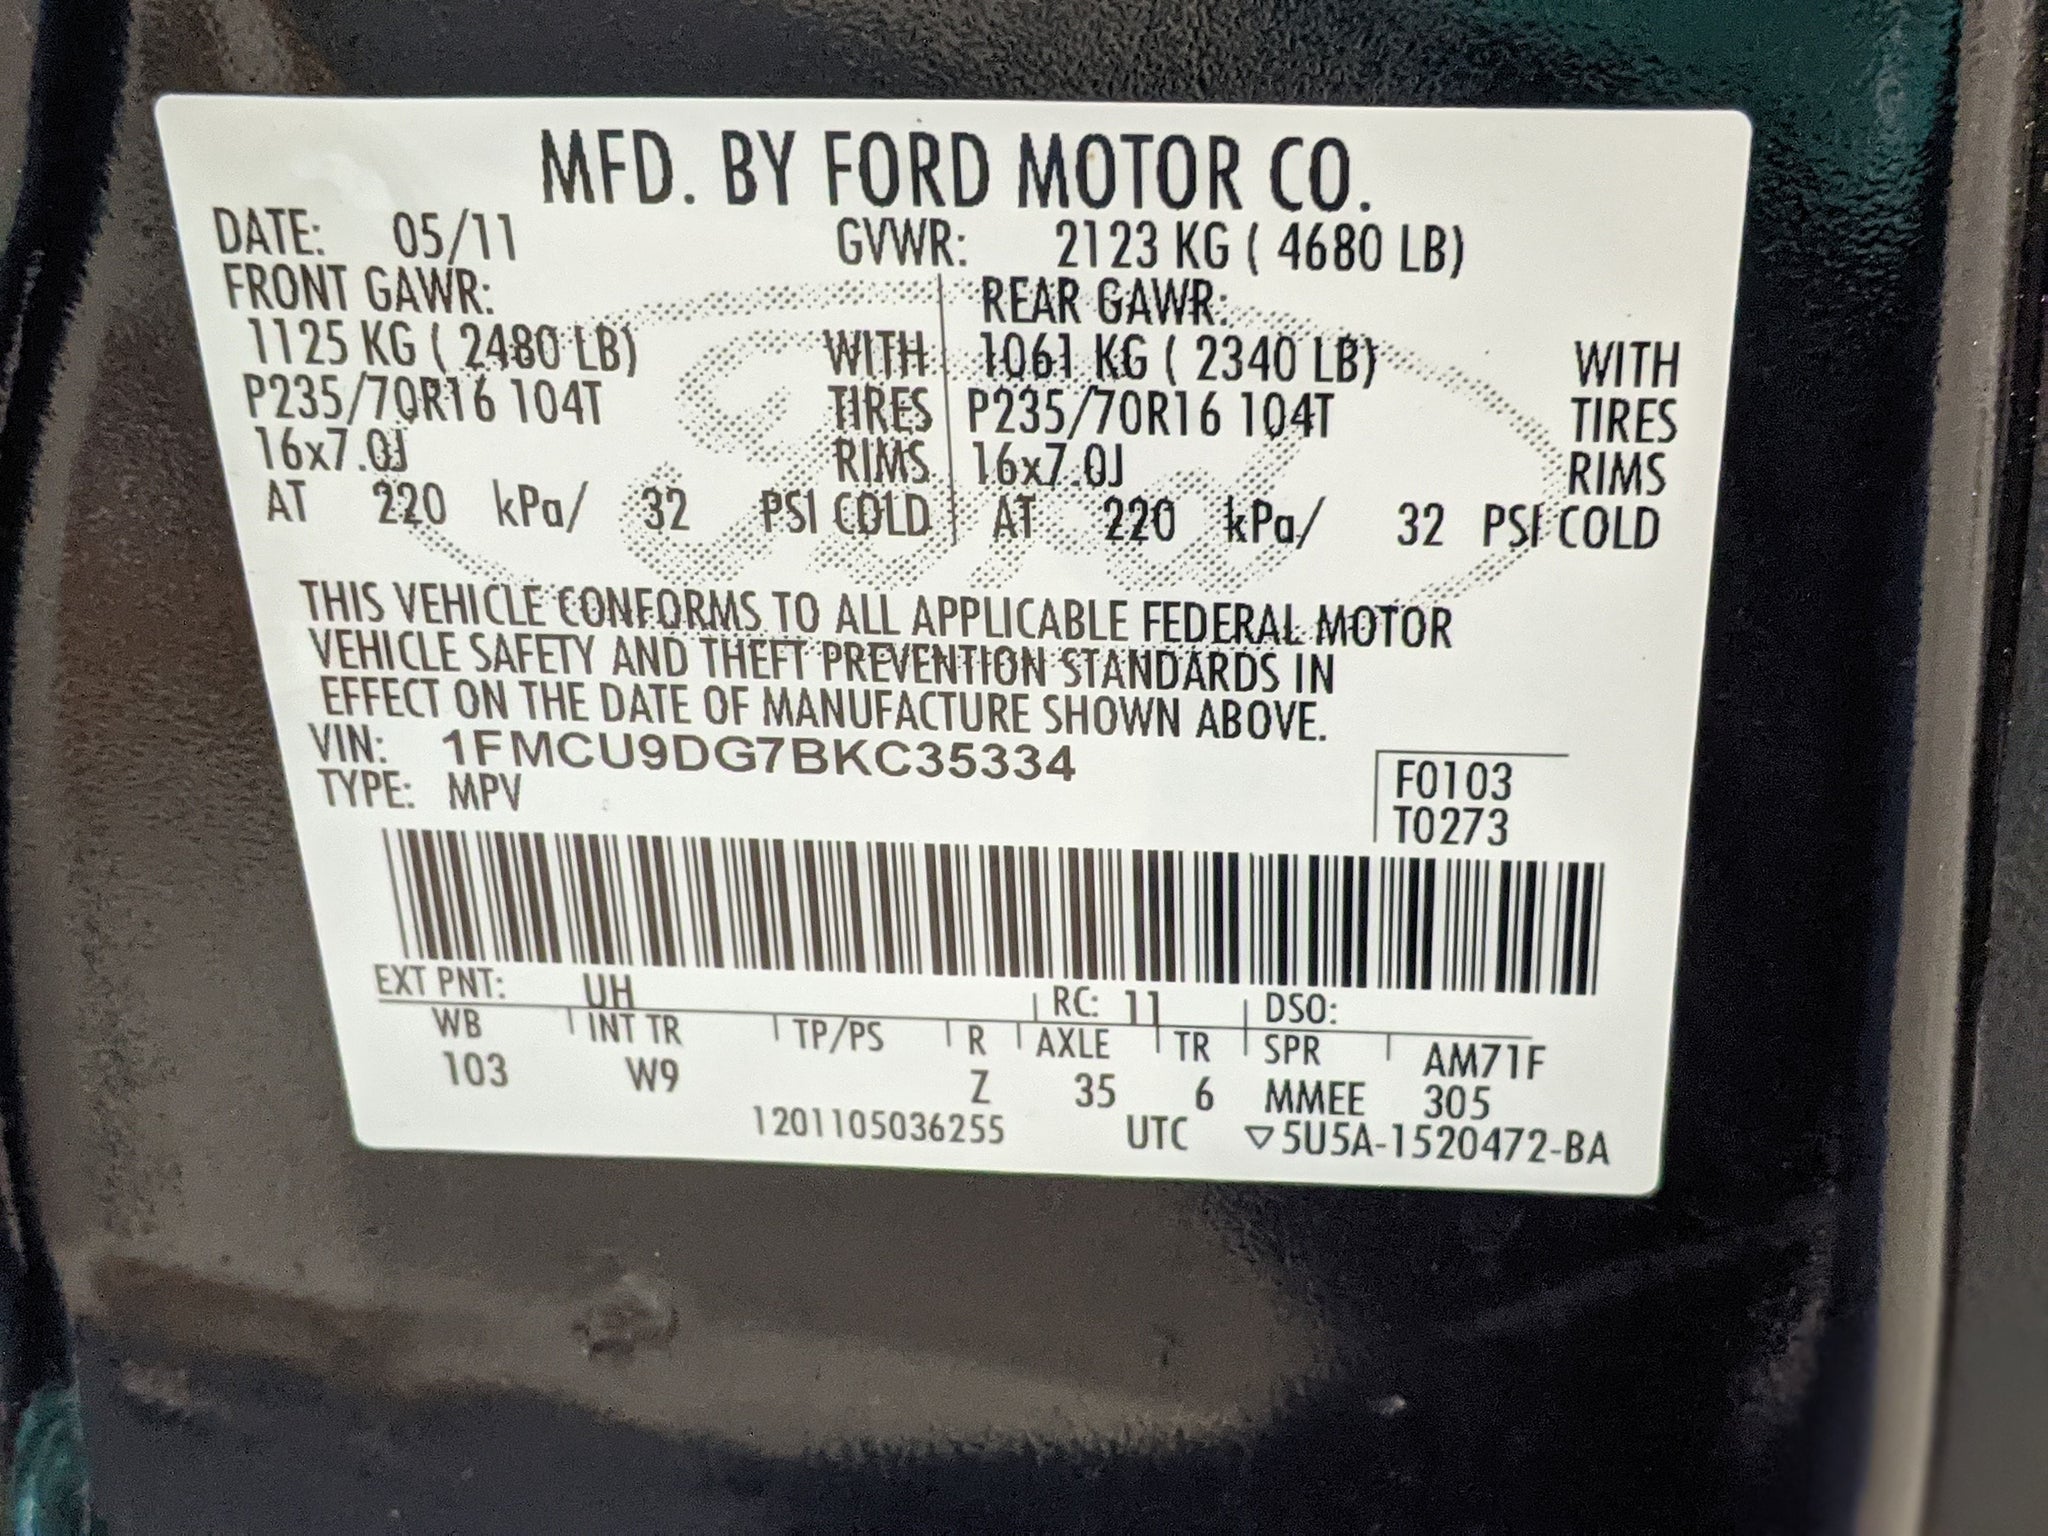 MFD. BY FORD MOTOR CO.
DATE: 05/11 GVWR: 2123 KG ( 4680 LB)
FRONT GAWR: REAR GAWR:
1125 KG ( 2480 LB) WITH 1061 KG ( 2340 LB) WITH
P235/70R16 104T TIRES P235/70R16 104T TIRES
16x7.0J RIMS 16x7.0J RIMS
AT 220 kPa/ 32 PSI COLD AT 220 kPa/ 32 PSI COLD
THIS VEHICLE CONFORMS TO ALL APPLICABLE FEDERAL MOTOR
VEHICLE SAFETY AND THEFT PREVENTION STANDARDS IN
EFFECT ON THE DATE OF MANUFACTURE SHOWN ABOVE.
VIN: 1FMCU9DG7BKC35334
TYPE: MPV
F0103
T0273
EXT PNT: UH RC: 11 DSO:
WB INT TR TP/PS R AXLE TR SPR AM71F
103 W9 Z 35 6 MMEE 305
1201105036255 UTC ▽5U5A-1520472-BA
Ford